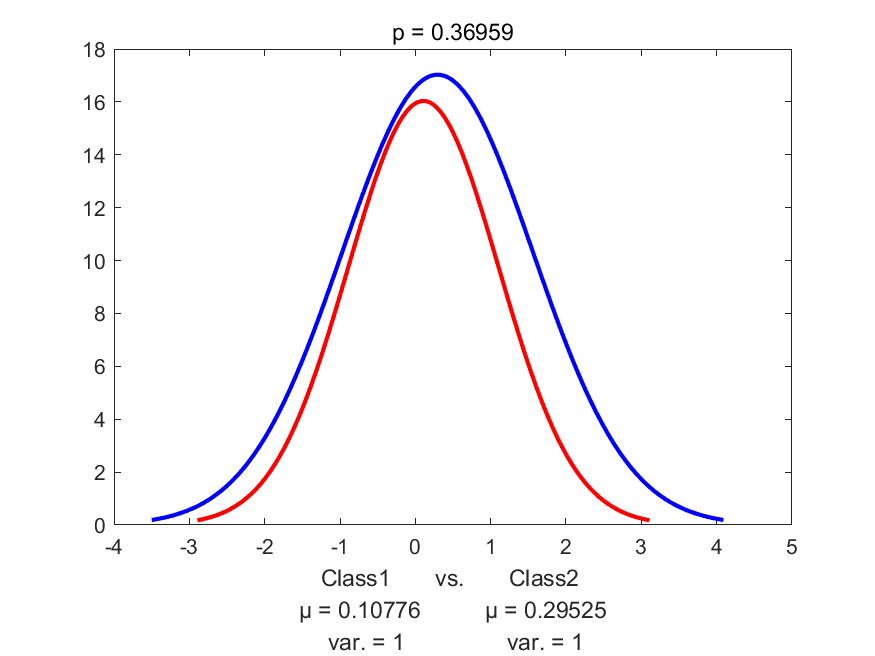 p = 0.36959
18
16
14
12
10
8
6
4
2
0
-4 -3 -2 -1 0 1 2 3 4 5
Class1 vs. Class2
μ = 0.10776 μ = 0.29525
var. = 1 var. = 1